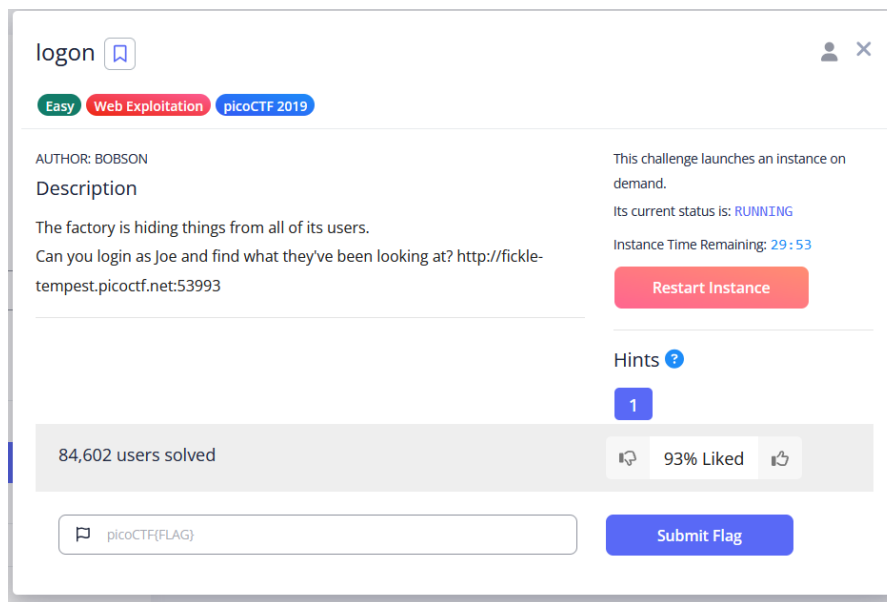 logon
Easy Web Exploitation picoCTF 2019
AUTHOR: BOBSON
Description
The factory is hiding things from all of its users.
Can you login as Joe and find what they've been looking at? http://fickle-
tempest.picoctf.net:53993
This challenge launches an instance on
demand.
Its current status is: RUNNING
Instance Time Remaining: 29:53
Restart Instance
Hints ?
1
84,602 users solved
93% Liked
picoCTF{FLAG}
Submit Flag